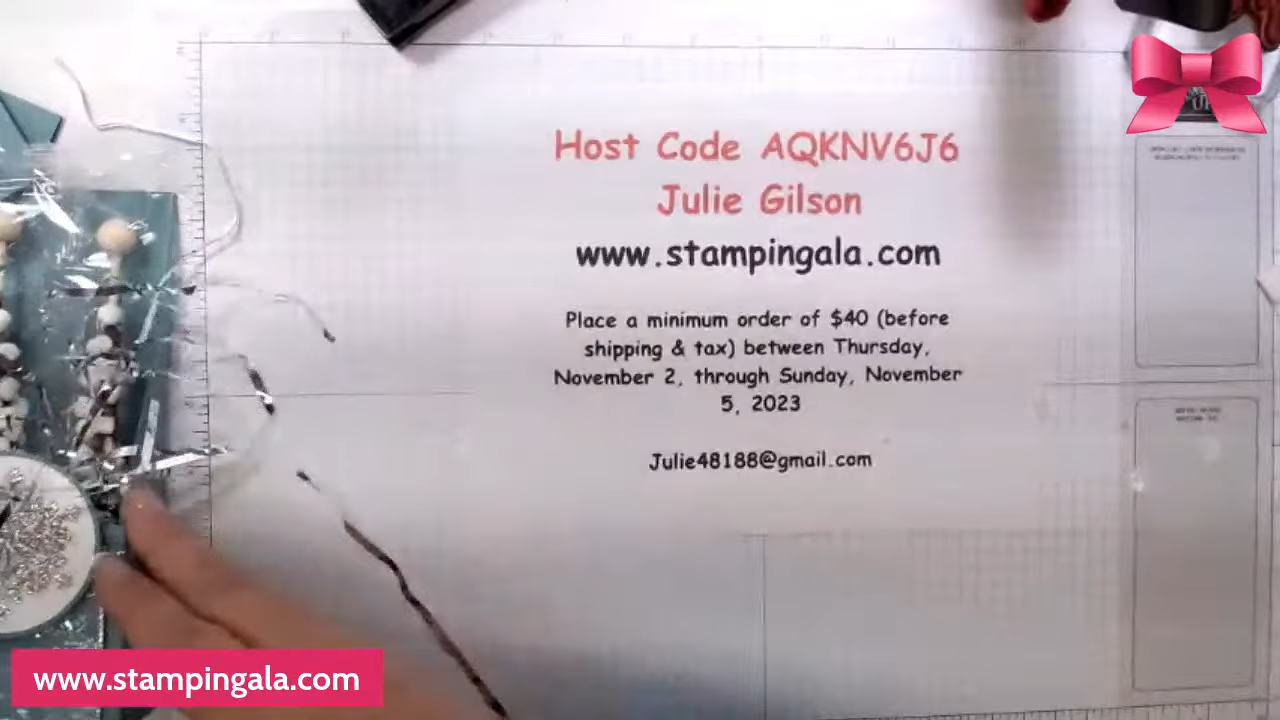 Host Code AQKNV6J6
Julie Gilson
www.stampingala.com
Place a minimum order of $40 (before
shipping & tax) between Thursday,
November 2, through Sunday, November
5, 2023
Julie48188@gmail.com
www.stampingala.com